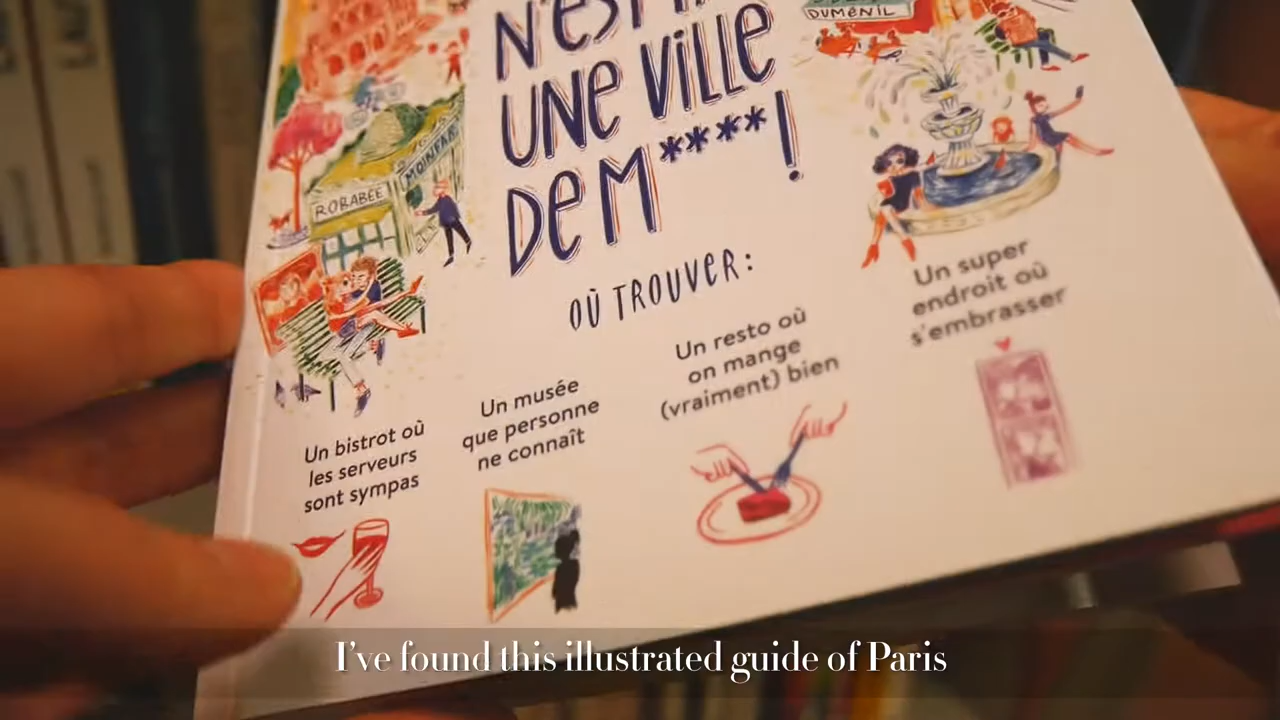 DUMÉNIL
UNE VILLE
DE M****!
ROBABÉE
OÙ TROUVER:
Un super
endroit où
s'embrasser
Un resto où
on mange
(vraiment) bien
Un musée
que personne
ne connaît
Un bistrot où
les serveurs
sont sympas
I've found this illustrated guide of Paris